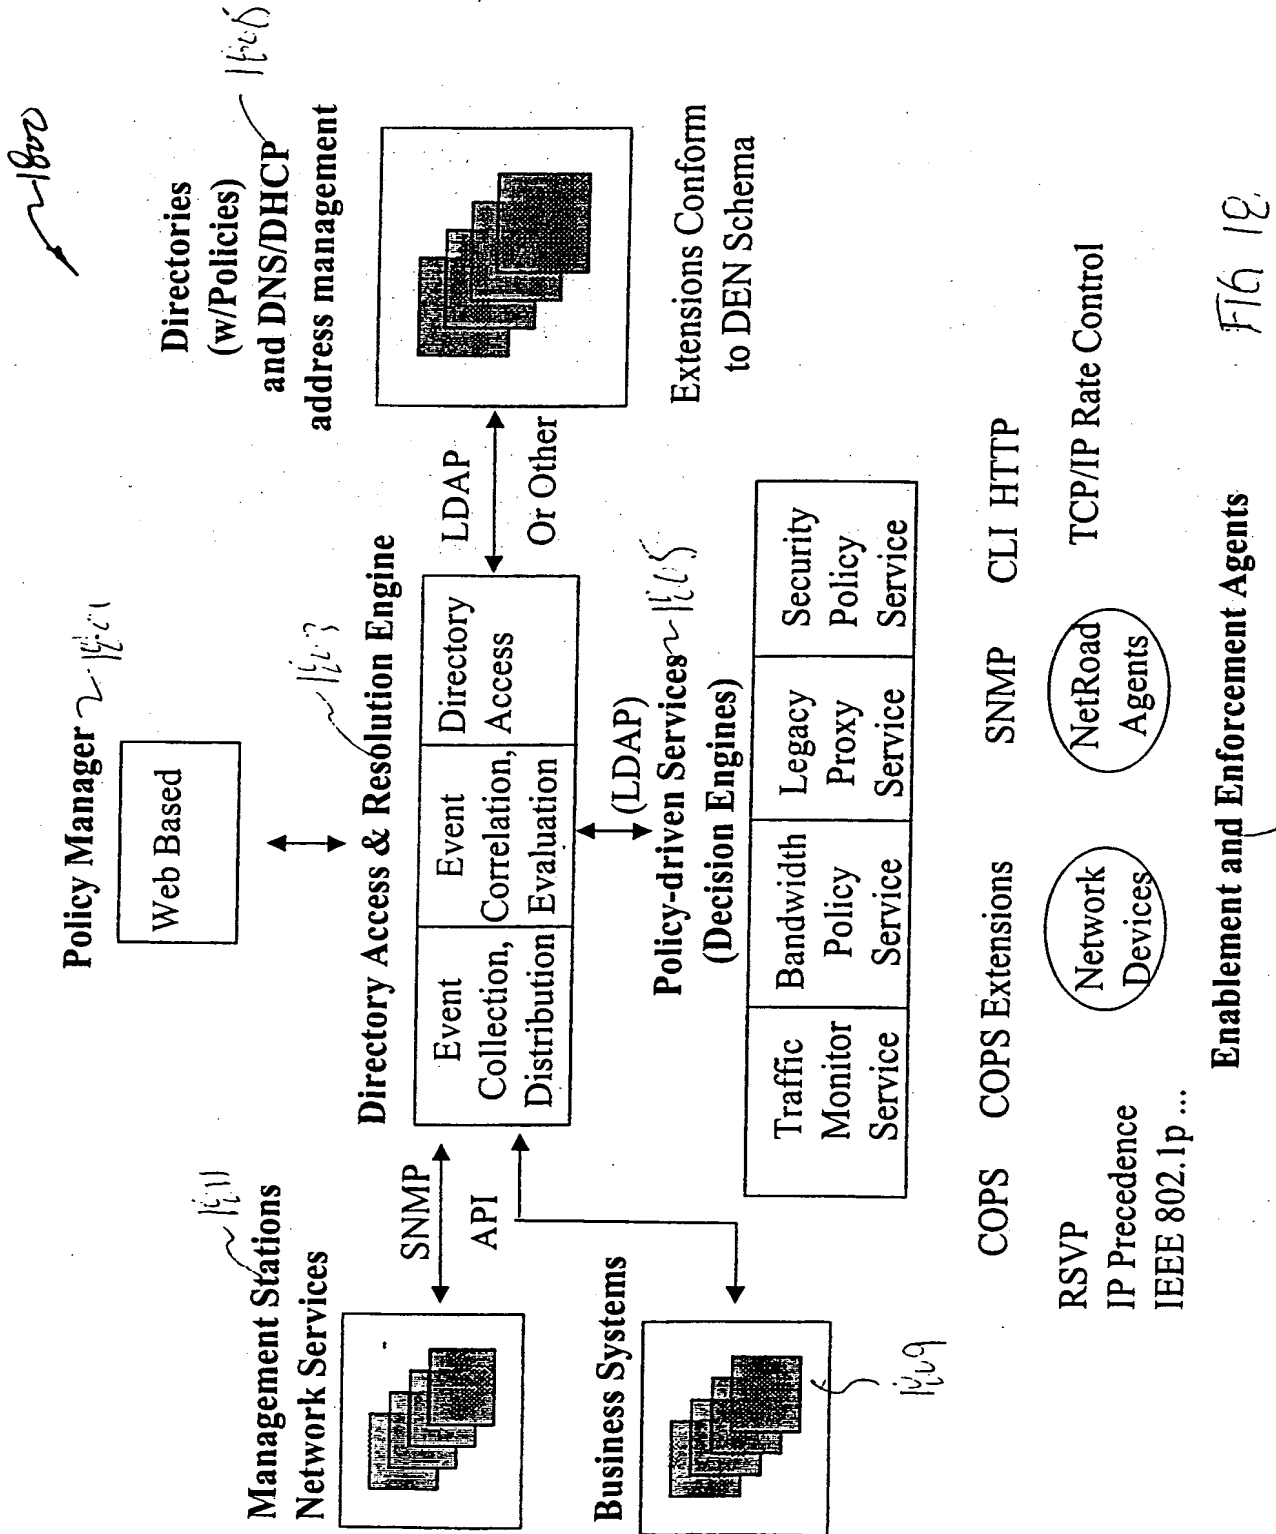 ~1800
Policy Manager
Web Based
Management Stations
Network Services
SNMP
API
Business Systems
Directory Access & Resolution Engine
Event
Collection,
Distribution
Event
Correlation,
Evaluation
Directory
Access
LDAP
Or Other
Directories
(w/Policies)
and DNS/DHCP
address management
Extensions Conform
to DEN Schema
(LDAP)
Policy-driven Services
(Decision Engines)
Traffic
Monitor
Service
Bandwidth
Policy
Service
Legacy
Proxy
Service
Security
Policy
Service
COPS COPS Extensions SNMP CLI HTTP
RSVP
IP Precedence
IEEE 802.1p ...
Network
Devices
NetRoad
Agents
TCP/IP Rate Control
Enablement and Enforcement Agents
FIG